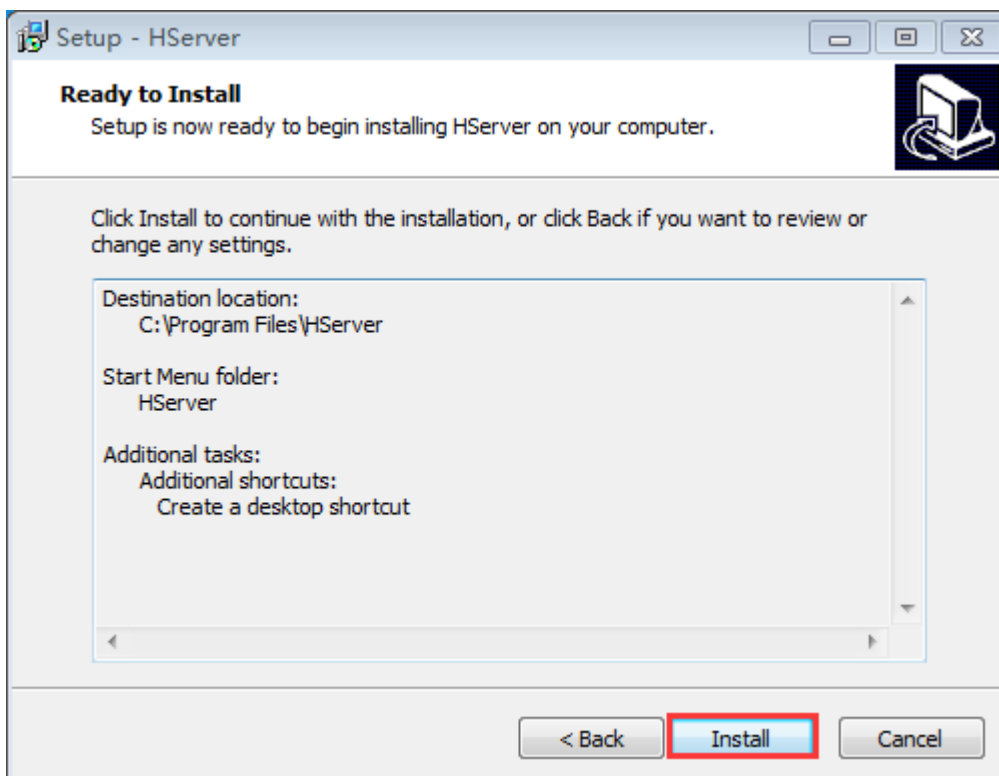 Setup - HServer
Ready to Install
Setup is now ready to begin installing HServer on your computer.
Click Install to continue with the installation, or click Back if you want to review or
change any settings.
Destination location:
C:\Program Files\HServer
Start Menu folder:
HServer
Additional tasks:
Additional shortcuts:
Create a desktop shortcut
< Back
Install
Cancel